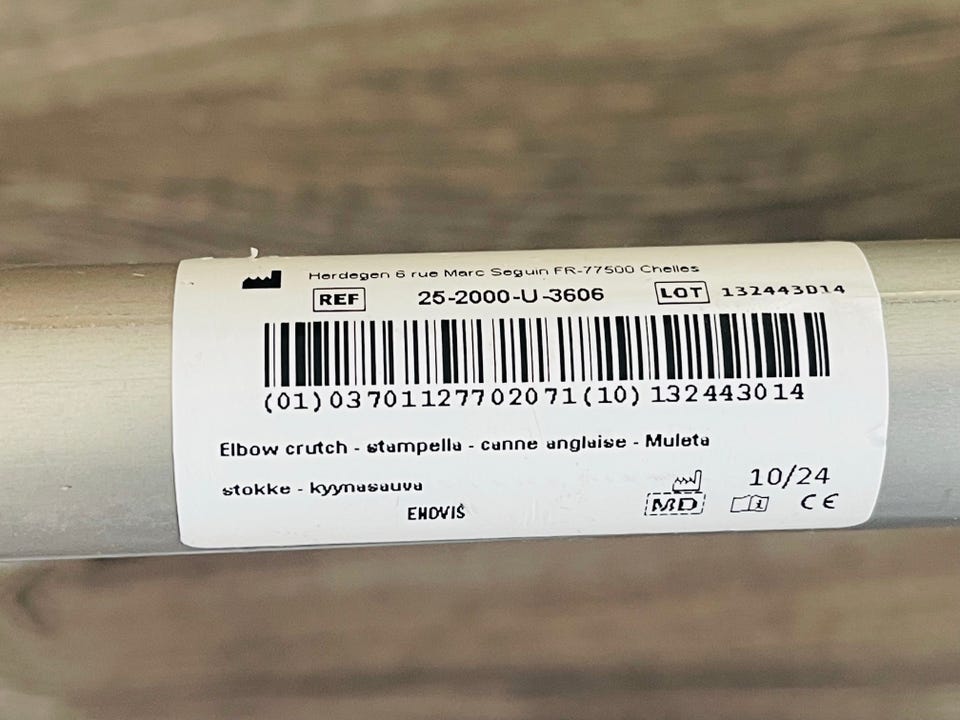 Herdegen 6 rue Marc Seguin FR-77500 Chelles
REF 25-2000-U-3606 LOT 132443014
(01)03701127702071(10)132443014
Elbow crutch - stampella - canne anglaise - Muleta
stokke - kyynasauva
10/24
ENOVIS MD CE